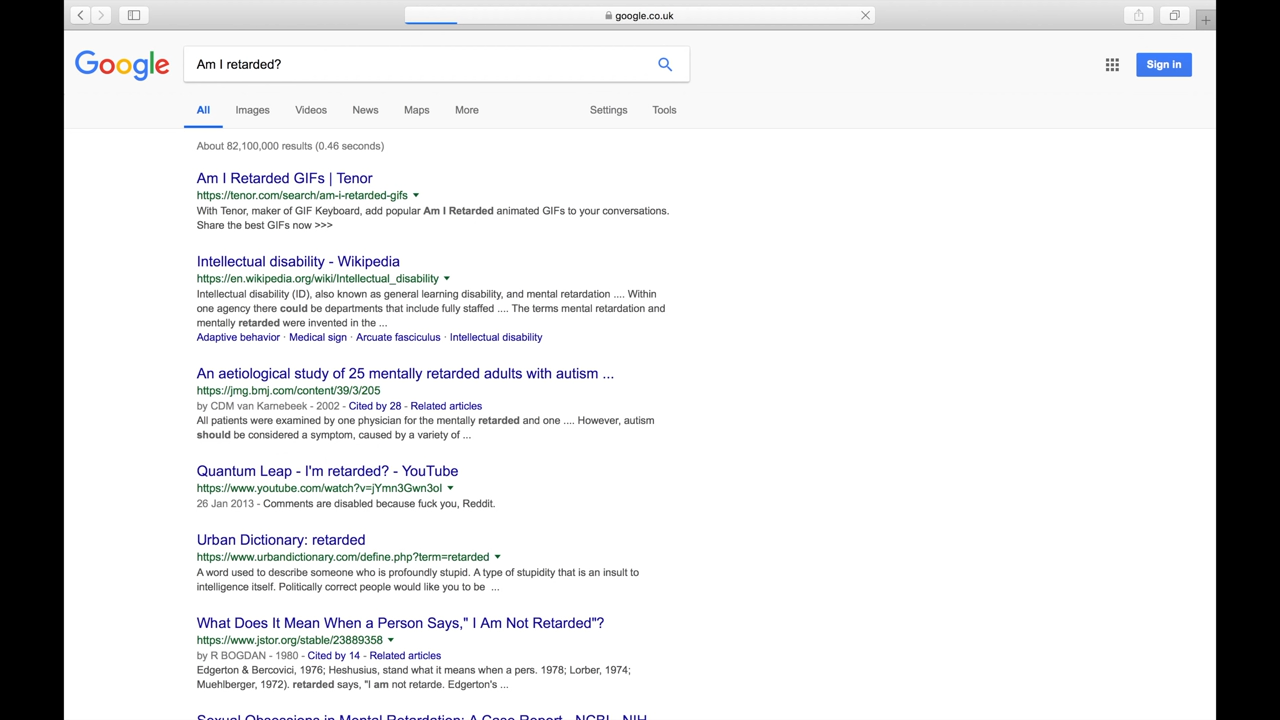 google.co.uk
Google
Am I retarded?
Sign in
All Images Videos News Maps More Settings Tools
About 82,100,000 results (0.46 seconds)
Am I Retarded GIFs | Tenor
https://tenor.com/search/am-i-retarded-gifs
With Tenor, maker of GIF Keyboard, add popular Am I Retarded animated GIFs to your conversations.
Share the best GIFs now >>>
Intellectual disability - Wikipedia
https://en.wikipedia.org/wiki/Intellectual_disability
Intellectual disability (ID), also known as general learning disability, and mental retardation .... Within
one agency there could be departments that include fully staffed .... The terms mental retardation and
mentally retarded were invented in the ...
Adaptive behavior · Medical sign · Arcuate fasciculus · Intellectual disability
An aetiological study of 25 mentally retarded adults with autism ...
https://jmg.bmj.com/content/39/3/205
by CDM van Karnebeek - 2002 - Cited by 28 - Related articles
All patients were examined by one physician for the mentally retarded and one .... However, autism
should be considered a symptom, caused by a variety of ...
Quantum Leap - I'm retarded? - YouTube
https://www.youtube.com/watch?v=jYmn3Gwn3oI
26 Jan 2013 - Comments are disabled because fuck you, Reddit.
Urban Dictionary: retarded
https://www.urbandictionary.com/define.php?term=retarded
A word used to describe someone who is profoundly stupid. A type of stupidity that is an insult to
intelligence itself. Politically correct people would like you to be ...
What Does It Mean When a Person Says," I Am Not Retarded"?
https://www.jstor.org/stable/23889358
by R BOGDAN - 1980 - Cited by 14 - Related articles
Edgerton & Bercovici, 1976; Heshusius, stand what it means when a pers. 1978; Lorber, 1974;
Muehlberger, 1972). retarded says, "I am not retarde. Edgerton's ...
Sexual Obsessions in Mental Retardation: A Case Report - NCBI - NIH